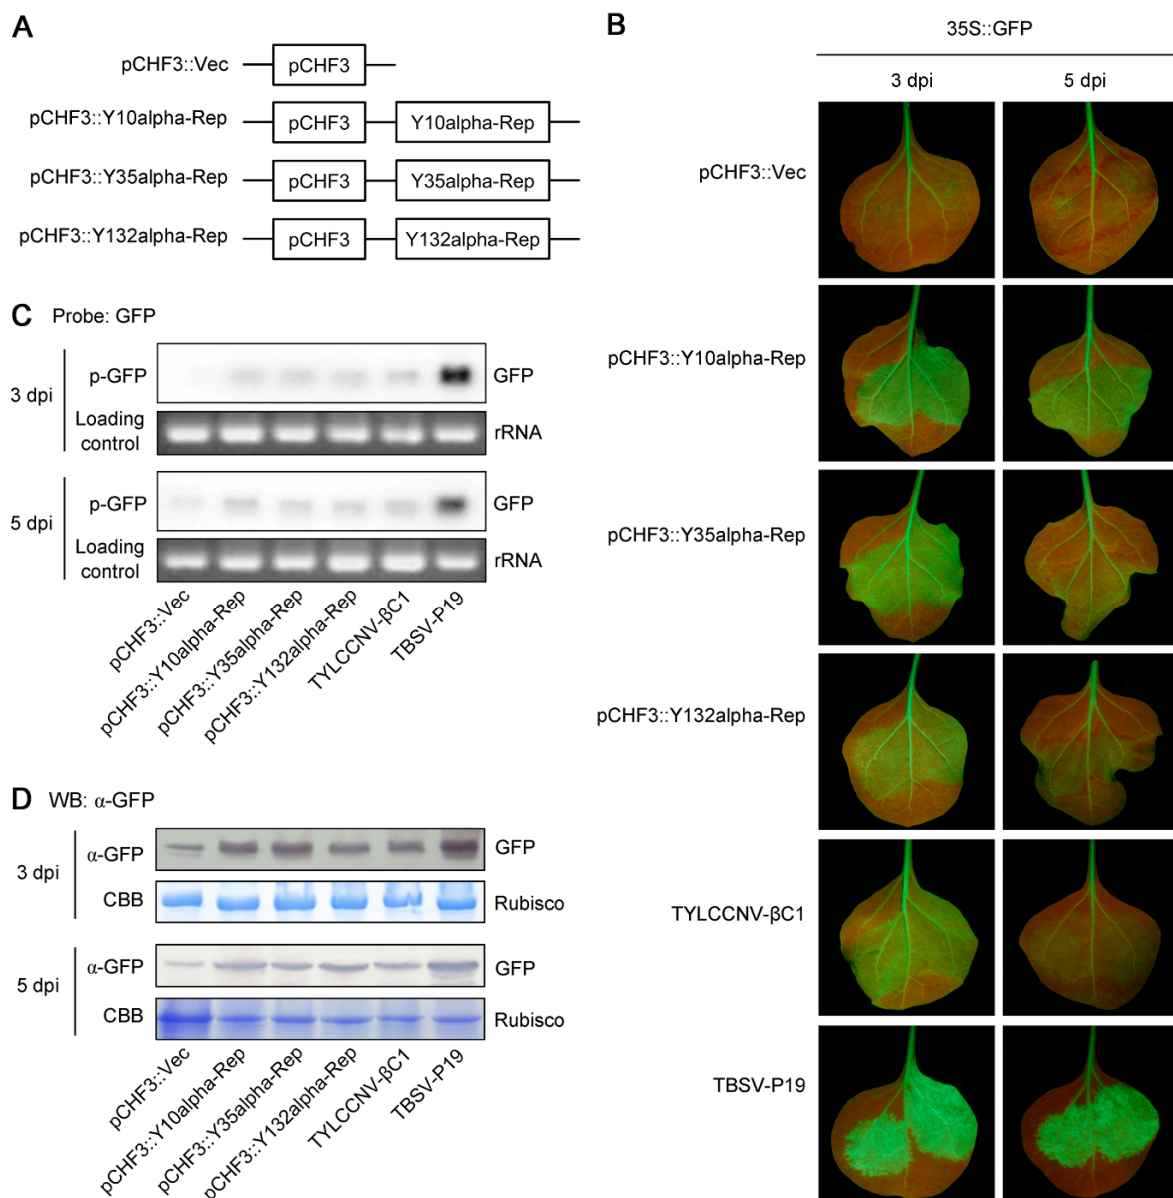 A
pCHF3::Vec
pCHF3
pCHF3::Y10alpha-Rep
pCHF3
Y10alpha-Rep
pCHF3::Y35alpha-Rep
pCHF3
Y35alpha-Rep
pCHF3::Y132alpha-Rep
pCHF3
Y132alpha-Rep
B
35S::GFP
3 dpi
5 dpi
pCHF3::Vec
pCHF3::Y10alpha-Rep
pCHF3::Y35alpha-Rep
pCHF3::Y132alpha-Rep
TYLCCNV-βC1
TBSV-P19
C
Probe: GFP
3 dpi
p-GFP
GFP
Loading
control
rRNA
5 dpi
p-GFP
GFP
Loading
control
rRNA
pCHF3::Vec
pCHF3::Y10alpha-Rep
pCHF3::Y35alpha-Rep
pCHF3::Y132alpha-Rep
TYLCCNV-βC1
TBSV-P19
D
WB: α-GFP
3 dpi
α-GFP
GFP
CBB
Rubisco
5 dpi
α-GFP
GFP
CBB
Rubisco
pCHF3::Vec
pCHF3::Y10alpha-Rep
pCHF3::Y35alpha-Rep
pCHF3::Y132alpha-Rep
TYLCCNV-βC1
TBSV-P19